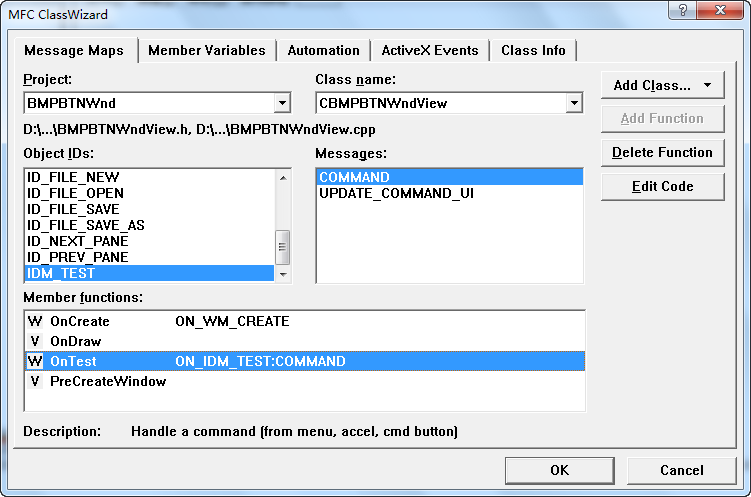 MFC ClassWizard
Message Maps Member Variables Automation ActiveX Events Class Info
Project:
BMPBTNWnd
Class name:
CBMPBTNWndView
Add Class...
Add Function
Delete Function
Edit Code
D:\...\BMPBTNWndView.h, D:\...\BMPBTNWndView.cpp
Object IDs:
ID_FILE_NEW
ID_FILE_OPEN
ID_FILE_SAVE
ID_FILE_SAVE_AS
ID_NEXT_PANE
ID_PREV_PANE
IDM_TEST
Messages:
COMMAND
UPDATE_COMMAND_UI
Member functions:
W OnCreate ON_WM_CREATE
V OnDraw
W OnTest ON_IDM_TEST:COMMAND
V PreCreateWindow
Description: Handle a command (from menu, accel, cmd button)
OK Cancel